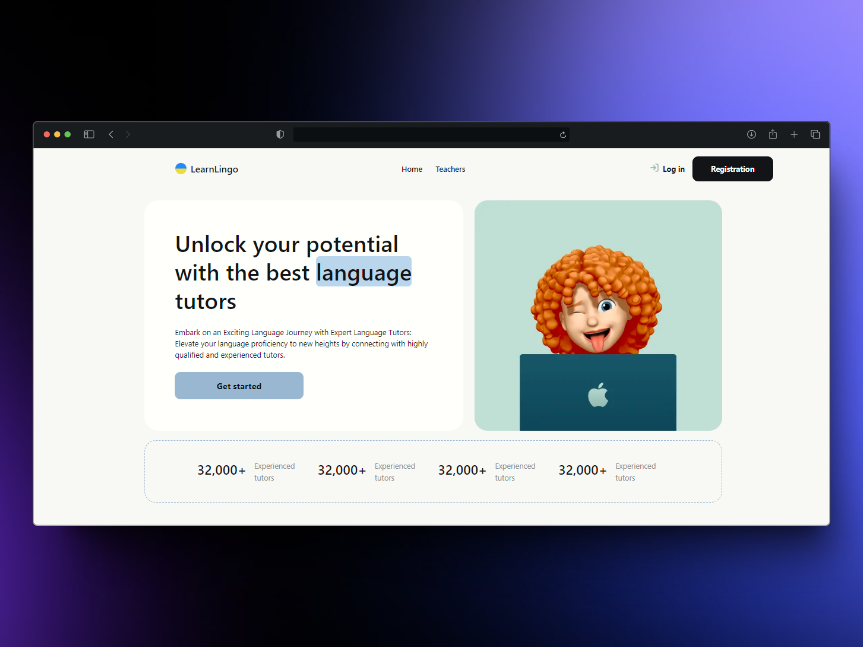 LearnLingo
Home
Teachers
Log in
Registration
Unlock your potential
with the best language
tutors
Embark on an Exciting Language Journey with Expert Language Tutors:
Elevate your language proficiency to new heights by connecting with highly
qualified and experienced tutors.
Get started
32,000+
Experienced
tutors
32,000+
Experienced
tutors
32,000+
Experienced
tutors
32,000+
Experienced
tutors